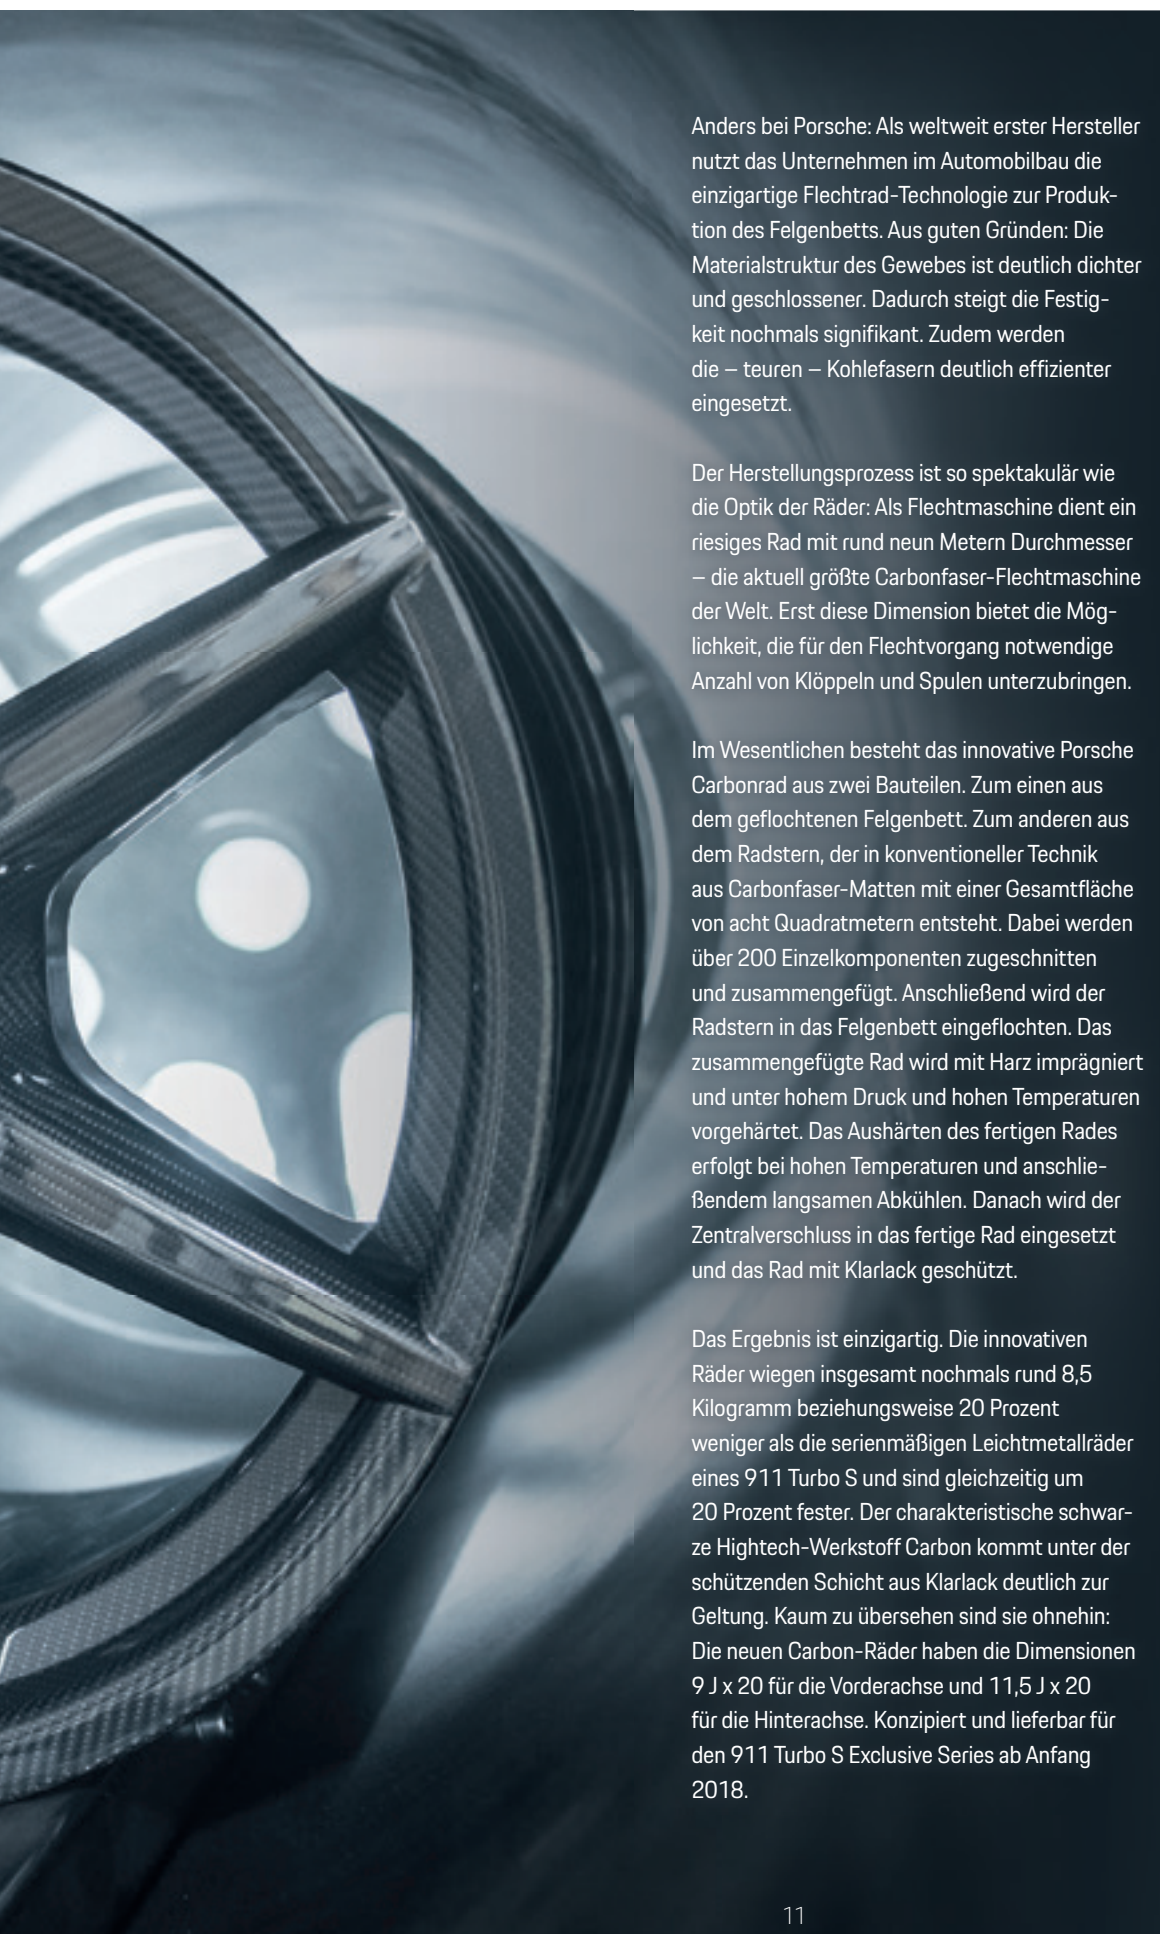 Anders bei Porsche: Als weltweit erster Hersteller
nutzt das Unternehmen im Automobilbau die
einzigartige Flechtrad-Technologie zur Produk-
tion des Felgenbetts. Aus guten Gründen: Die
Materialstruktur des Gewebes ist deutlich dichter
und geschlossener. Dadurch steigt die Festig-
keit nochmals signifikant. Zudem werden
die – teuren – Kohlefasern deutlich effizienter
eingesetzt.
Der Herstellungsprozess ist so spektakulär wie
die Optik der Räder: Als Flechtmaschine dient ein
riesiges Rad mit rund neun Metern Durchmesser
– die aktuell größte Carbonfaser-Flechtmaschine
der Welt. Erst diese Dimension bietet die Mög-
lichkeit, die für den Flechtvorgang notwendige
Anzahl von Klöppeln und Spulen unterzubringen.
Im Wesentlichen besteht das innovative Porsche
Carbonrad aus zwei Bauteilen. Zum einen aus
dem geflochtenen Felgenbett. Zum anderen aus
dem Radstern, der in konventioneller Technik
aus Carbonfaser-Matten mit einer Gesamtfläche
von acht Quadratmetern entsteht. Dabei werden
über 200 Einzelkomponenten zugeschnitten
und zusammengefügt. Anschließend wird der
Radstern in das Felgenbett eingeflochten. Das
zusammengefügte Rad wird mit Harz imprägniert
und unter hohem Druck und hohen Temperaturen
vorgehärtet. Das Aushärten des fertigen Rades
erfolgt bei hohen Temperaturen und anschlie-
ßendem langsamen Abkühlen. Danach wird der
Zentralverschluss in das fertige Rad eingesetzt
und das Rad mit Klarlack geschützt.
Das Ergebnis ist einzigartig. Die innovativen
Räder wiegen insgesamt nochmals rund 8,5
Kilogramm beziehungsweise 20 Prozent
weniger als die serienmäßigen Leichtmetallräder
eines 911 Turbo S und sind gleichzeitig um
20 Prozent fester. Der charakteristische schwar-
ze Hightech-Werkstoff Carbon kommt unter der
schützenden Schicht aus Klarlack deutlich zur
Geltung. Kaum zu übersehen sind sie ohnehin:
Die neuen Carbon-Räder haben die Dimensionen
9 J x 20 für die Vorderachse und 11,5 J x 20
für die Hinterachse. Konzipiert und lieferbar für
den 911 Turbo S Exclusive Series ab Anfang
2018.
11